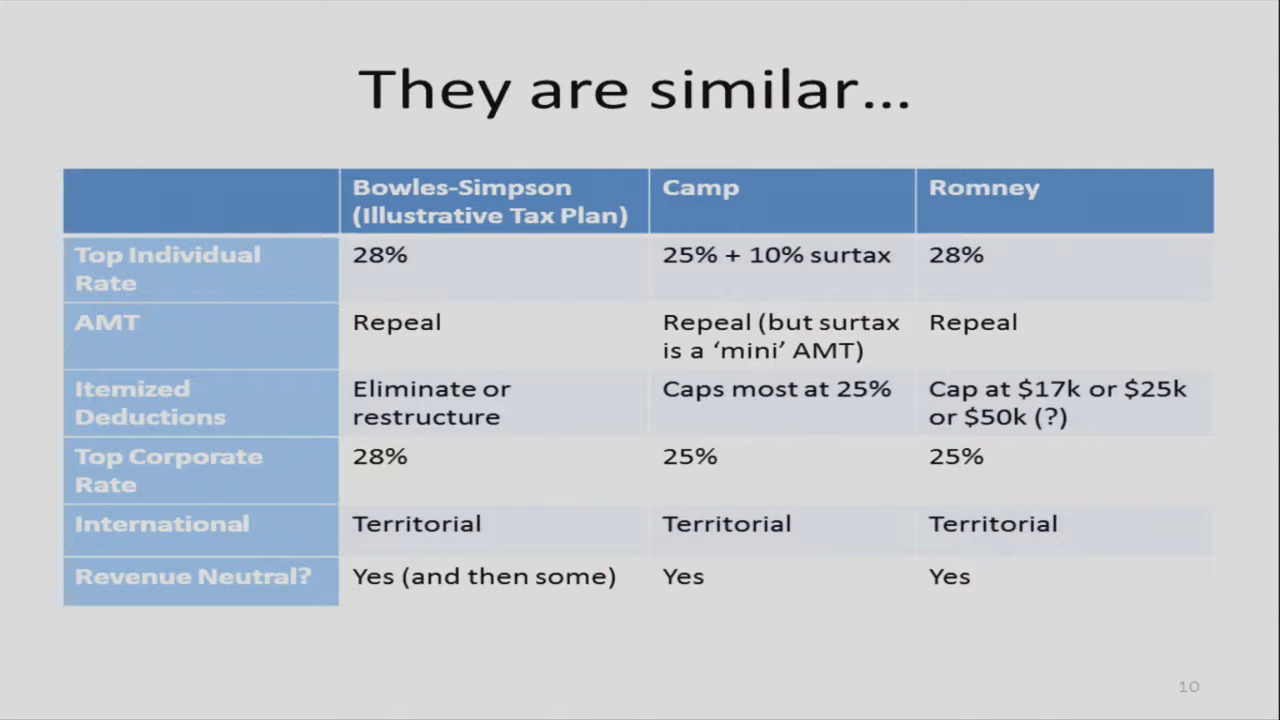 They are similar...
Bowles-Simpson
(Illustrative Tax Plan)
Camp
Romney
Top Individual
Rate
28%
25% + 10% surtax
28%
AMT
Repeal
Repeal (but surtax
is a ‘mini’ AMT)
Repeal
Itemized
Deductions
Eliminate or
restructure
Caps most at 25%
Cap at $17k or $25k
or $50k (?)
Top Corporate
Rate
28%
25%
25%
International
Territorial
Territorial
Territorial
Revenue Neutral?
Yes (and then some)
Yes
Yes
10